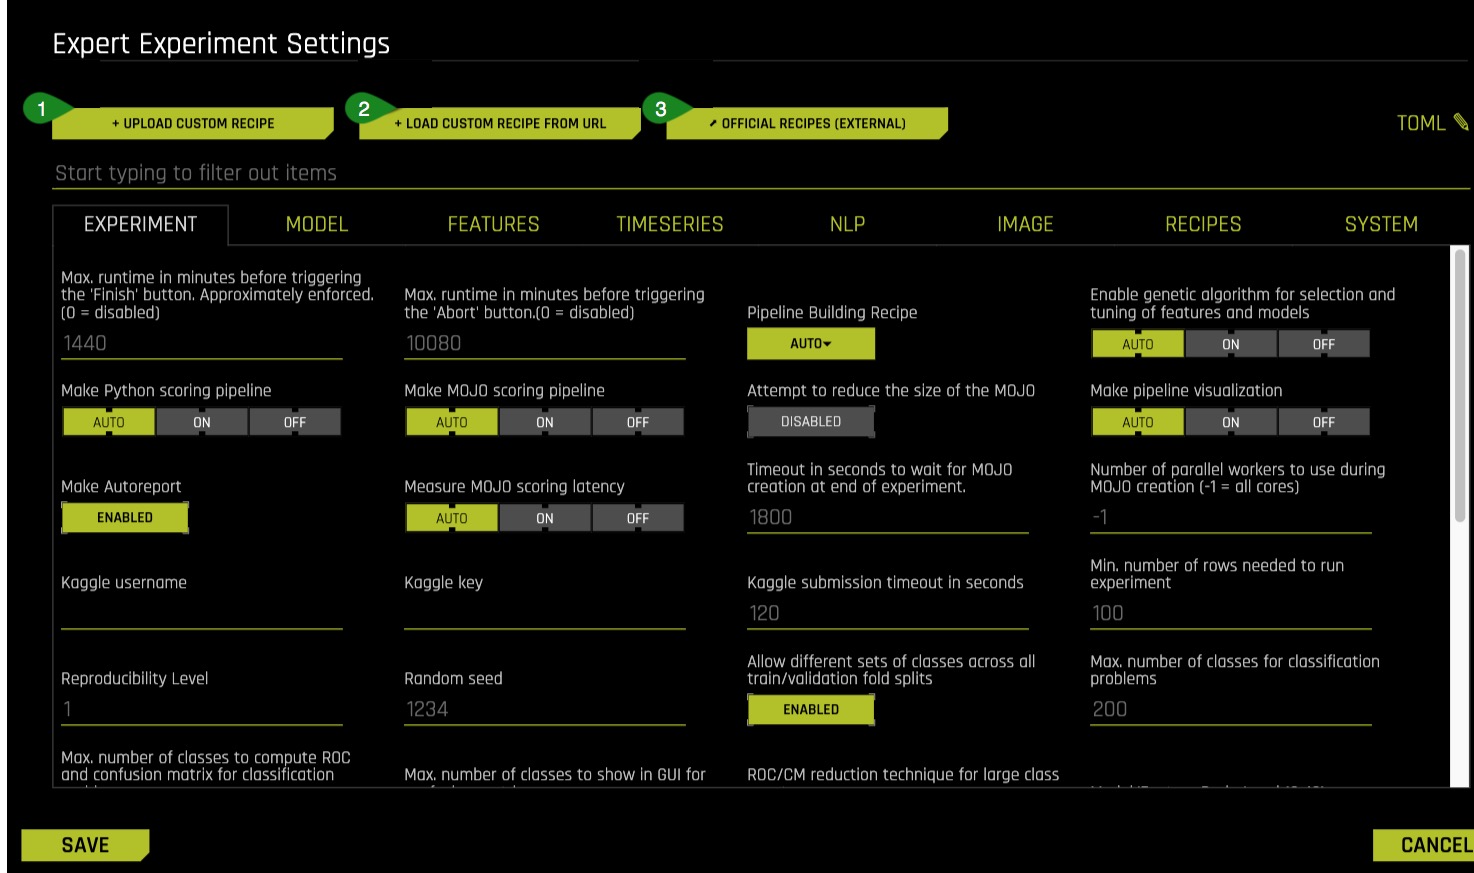 Expert Experiment Settings
1 + UPLOAD CUSTOM RECIPE
2 + LOAD CUSTOM RECIPE FROM URL
3 OFFICIAL RECIPES (EXTERNAL)
TOML
Start typing to filter out items
EXPERIMENT MODEL FEATURES TIMESERIES NLP IMAGE RECIPES SYSTEM
Max. runtime in minutes before triggering
the 'Finish' button. Approximately enforced.
(0 = disabled)
1440
Max. runtime in minutes before triggering
the 'Abort' button.(0 = disabled)
10080
Pipeline Building Recipe
AUTO
Enable genetic algorithm for selection and
tuning of features and models
AUTO ON OFF
Make Python scoring pipeline
AUTO ON OFF
Make MOJO scoring pipeline
AUTO ON OFF
Attempt to reduce the size of the MOJO
DISABLED
Make pipeline visualization
AUTO ON OFF
Make Autoreport
ENABLED
Measure MOJO scoring latency
AUTO ON OFF
Timeout in seconds to wait for MOJO
creation at end of experiment.
1800
Number of parallel workers to use during
MOJO creation (-1 = all cores)
-1
Kaggle username
Kaggle key
Kaggle submission timeout in seconds
120
Min. number of rows needed to run
experiment
100
Reproducibility Level
1
Random seed
1234
Allow different sets of classes across all
train/validation fold splits
ENABLED
Max. number of classes for classification
problems
200
Max. number of classes to compute ROC
and confusion matrix for classification
Max. number of classes to show in GUI for
ROC/CM reduction technique for large class
SAVE
CANCEL